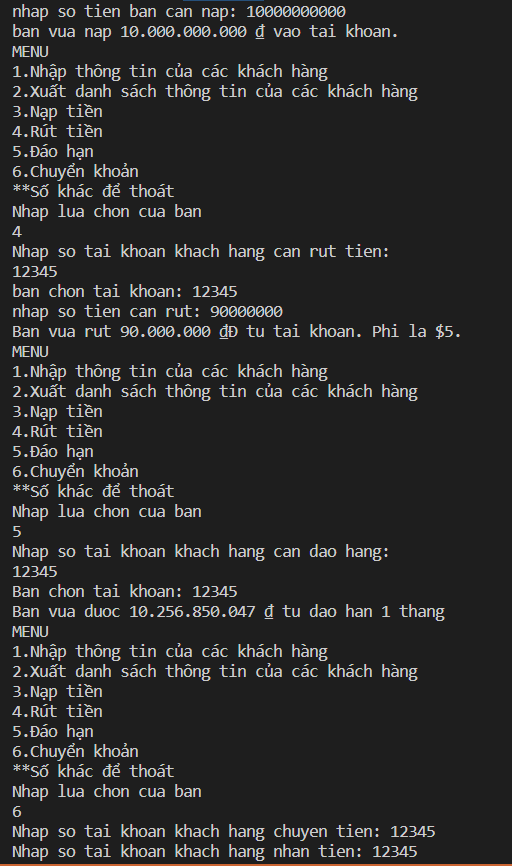 nhap so tien ban can nap: 10000000000
ban vua nap 10.000.000.000 ₫ vao tai khoan.
MENU
1.Nhập thông tin của các khách hàng
2.Xuất danh sách thông tin của các khách hàng
3.Nạp tiền
4.Rút tiền
5.Đáo hạn
6.Chuyển khoản
**Số khác để thoát
Nhap lua chon cua ban
4
Nhap so tai khoan khach hang can rut tien:
12345
ban chon tai khoan: 12345
nhap so tien can rut: 90000000
Ban vua rut 90.000.000 ₫Đ tu tai khoan. Phi la $5.
MENU
1.Nhập thông tin của các khách hàng
2.Xuất danh sách thông tin của các khách hàng
3.Nạp tiền
4.Rút tiền
5.Đáo hạn
6.Chuyển khoản
**Số khác để thoát
Nhap lua chon cua ban
5
Nhap so tai khoan khach hang can dao hang:
12345
Ban chon tai khoan: 12345
Ban vua duoc 10.256.850.047 ₫ tu dao han 1 thang
MENU
1.Nhập thông tin của các khách hàng
2.Xuất danh sách thông tin của các khách hàng
3.Nạp tiền
4.Rút tiền
5.Đáo hạn
6.Chuyển khoản
**Số khác để thoát
Nhap lua chon cua ban
6
Nhap so tai khoan khach hang chuyen tien: 12345
Nhap so tai khoan khach hang nhan tien: 12345